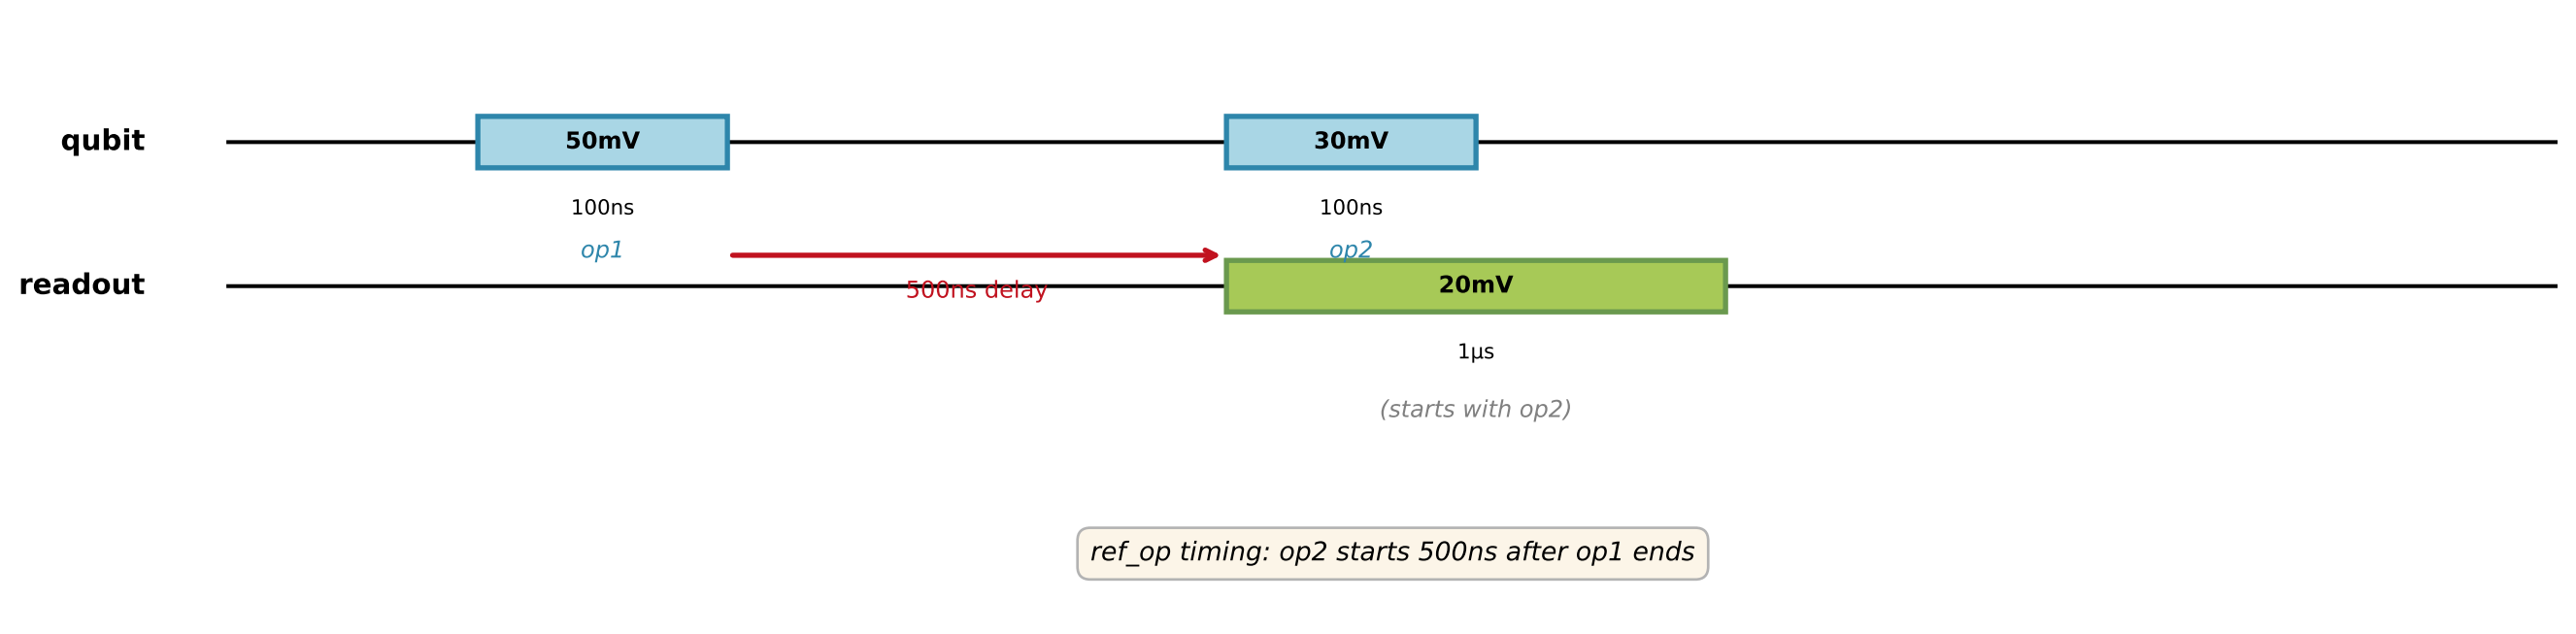 qubit
50mV
30mV
100ns
100ns
op1
op2
readout
500ns delay
20mV
1μs
(starts with op2)
ref_op timing: op2 starts 500ns after op1 ends